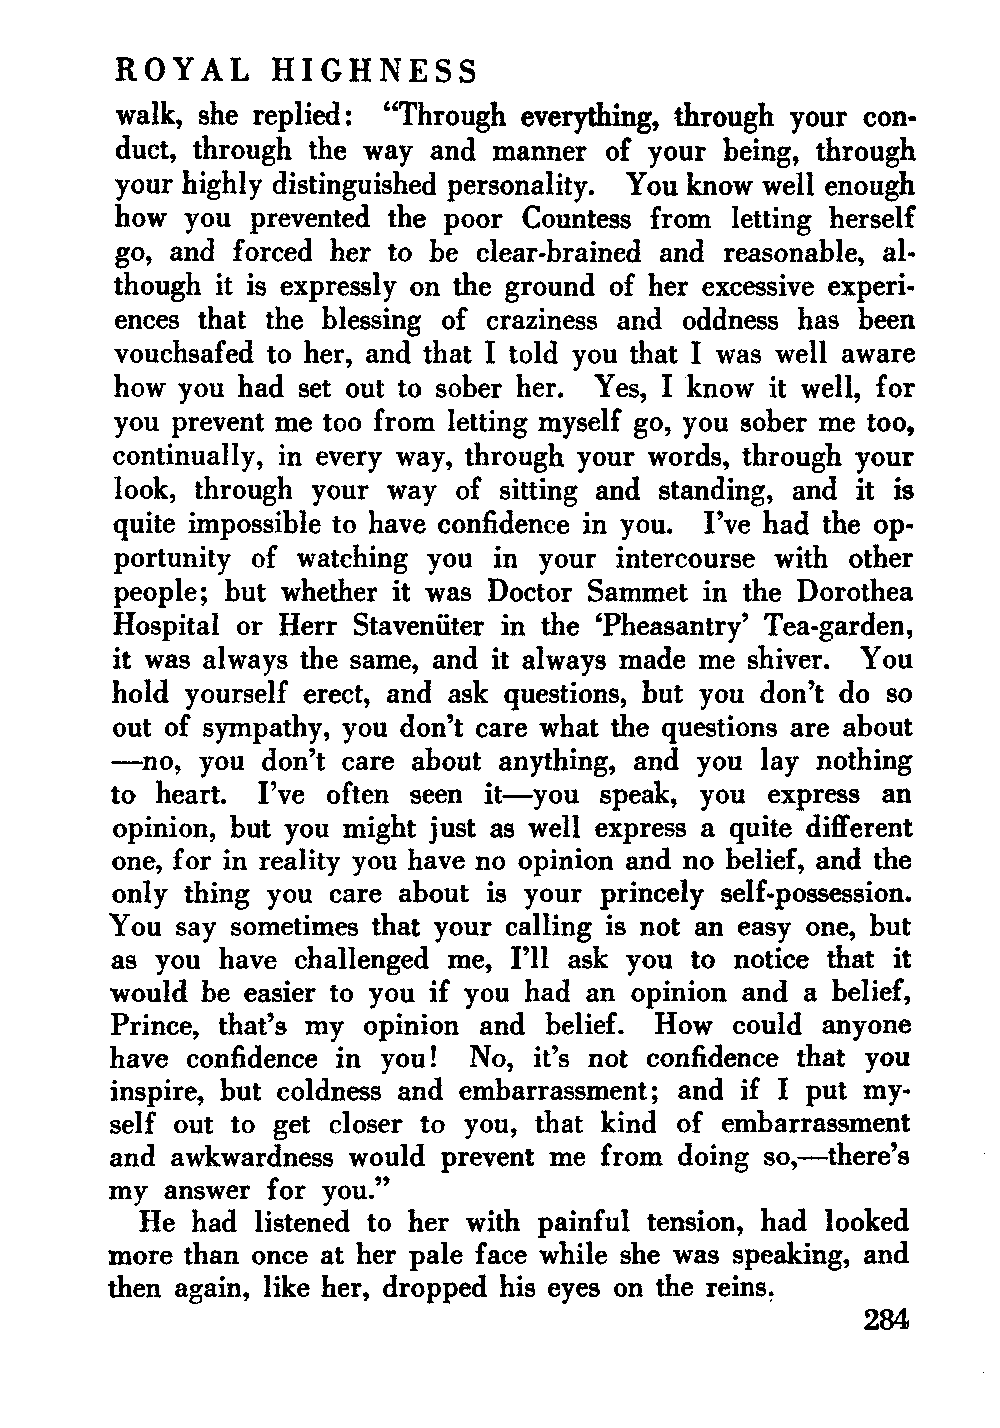 ROYAL HIGHNESS
walk, she replied: “Through everything, through your con-
duct, through the way and manner of your being, through
your highly distinguished personality. You know well enough
how you prevented the poor Countess from letting herself
go, and forced her to be clear-brained and reasonable, al-
though it is expressly on the ground of her excessive experi-
ences that the blessing of craziness and oddness has been
vouchsafed to her, and that I told you that I was well aware
how you had set out to sober her. Yes, I know it well, for
you prevent me too from letting myself go, you sober me too,
continually, in every way, through your words, through your
look, through your way of sitting and standing, and it is
quite impossible to have confidence in you. I’ve had the op-
portunity of watching you in your intercourse with other
people; but whether it was Doctor Sammet in the Dorothea
Hospital or Herr Stavenüter in the ‘Pheasantry’ Tea-garden,
it was always the same, and it always made me shiver. You
hold yourself erect, and ask questions, but you don’t do so
out of sympathy, you don’t care what the questions are about
—no, you don’t care about anything, and you lay nothing
to heart. I’ve often seen it—you speak, you express an
opinion, but you might just as well express a quite different
one, for in reality you have no opinion and no belief, and the
only thing you care about is your princely self-possession.
You say sometimes that your calling is not an easy one, but
as you have challenged me, I’ll ask you to notice that it
would be easier to you if you had an opinion and a belief,
Prince, that’s my opinion and belief. How could anyone
have confidence in you! No, it’s not confidence that you
inspire, but coldness and embarrassment; and if I put my-
self out to get closer to you, that kind of embarrassment
and awkwardness would prevent me from doing so,—there’s
my answer for you.”
He had listened to her with painful tension, had looked
more than once at her pale face while she was speaking, and
then again, like her, dropped his eyes on the reins.
284